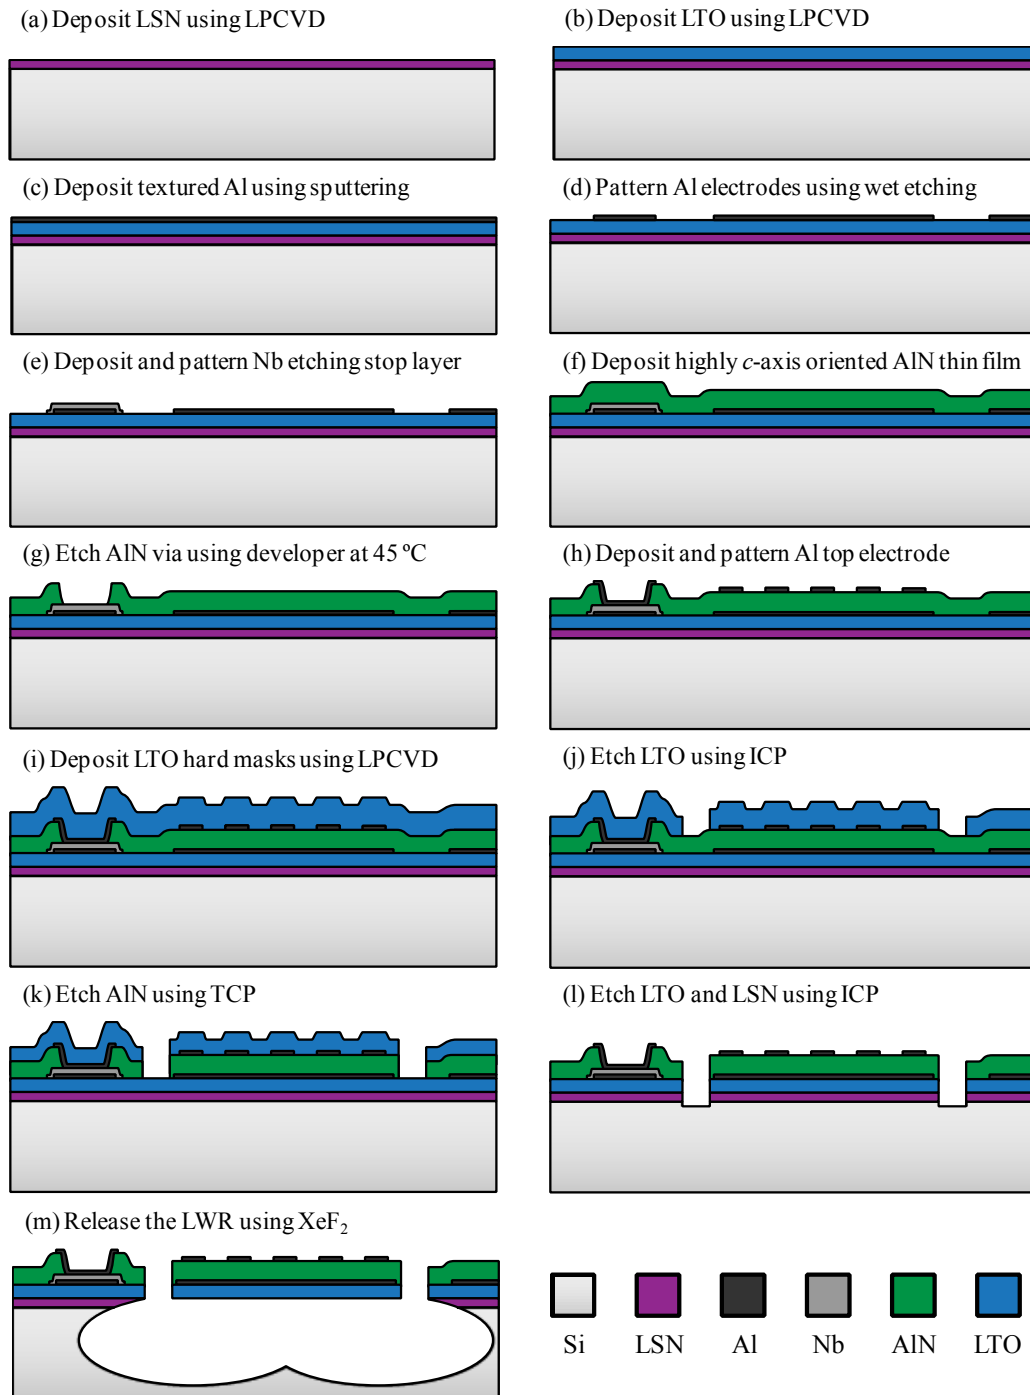 (a) Deposit LSN using LPCVD
(b) Deposit LTO using LPCVD
(c) Deposit textured Al using sputtering
(d) Pattern Al electrodes using wet etching
(e) Deposit and pattern Nb etching stop layer
(f) Deposit highly c-axis oriented AlN thin film
(g) Etch AlN via using developer at 45 ºC
(h) Deposit and pattern Al top electrode
(i) Deposit LTO hard masks using LPCVD
(j) Etch LTO using ICP
(k) Etch AlN using TCP
(l) Etch LTO and LSN using ICP
(m) Release the LWR using XeF₂
Si LSN Al Nb AlN LTO